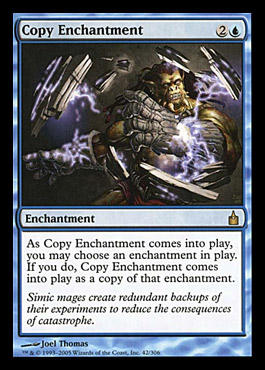 Copy Enchantment 2
Enchantment
As Copy Enchantment comes into play,
you may choose an enchantment in play.
If you do, Copy Enchantment comes
into play as a copy of that enchantment.
Simic mages create redundant backups of
their experiments to reduce the consequences
of catastrophe.
Joel Thomas
™ & © 1993–2005 Wizards of the Coast, Inc. 42/306